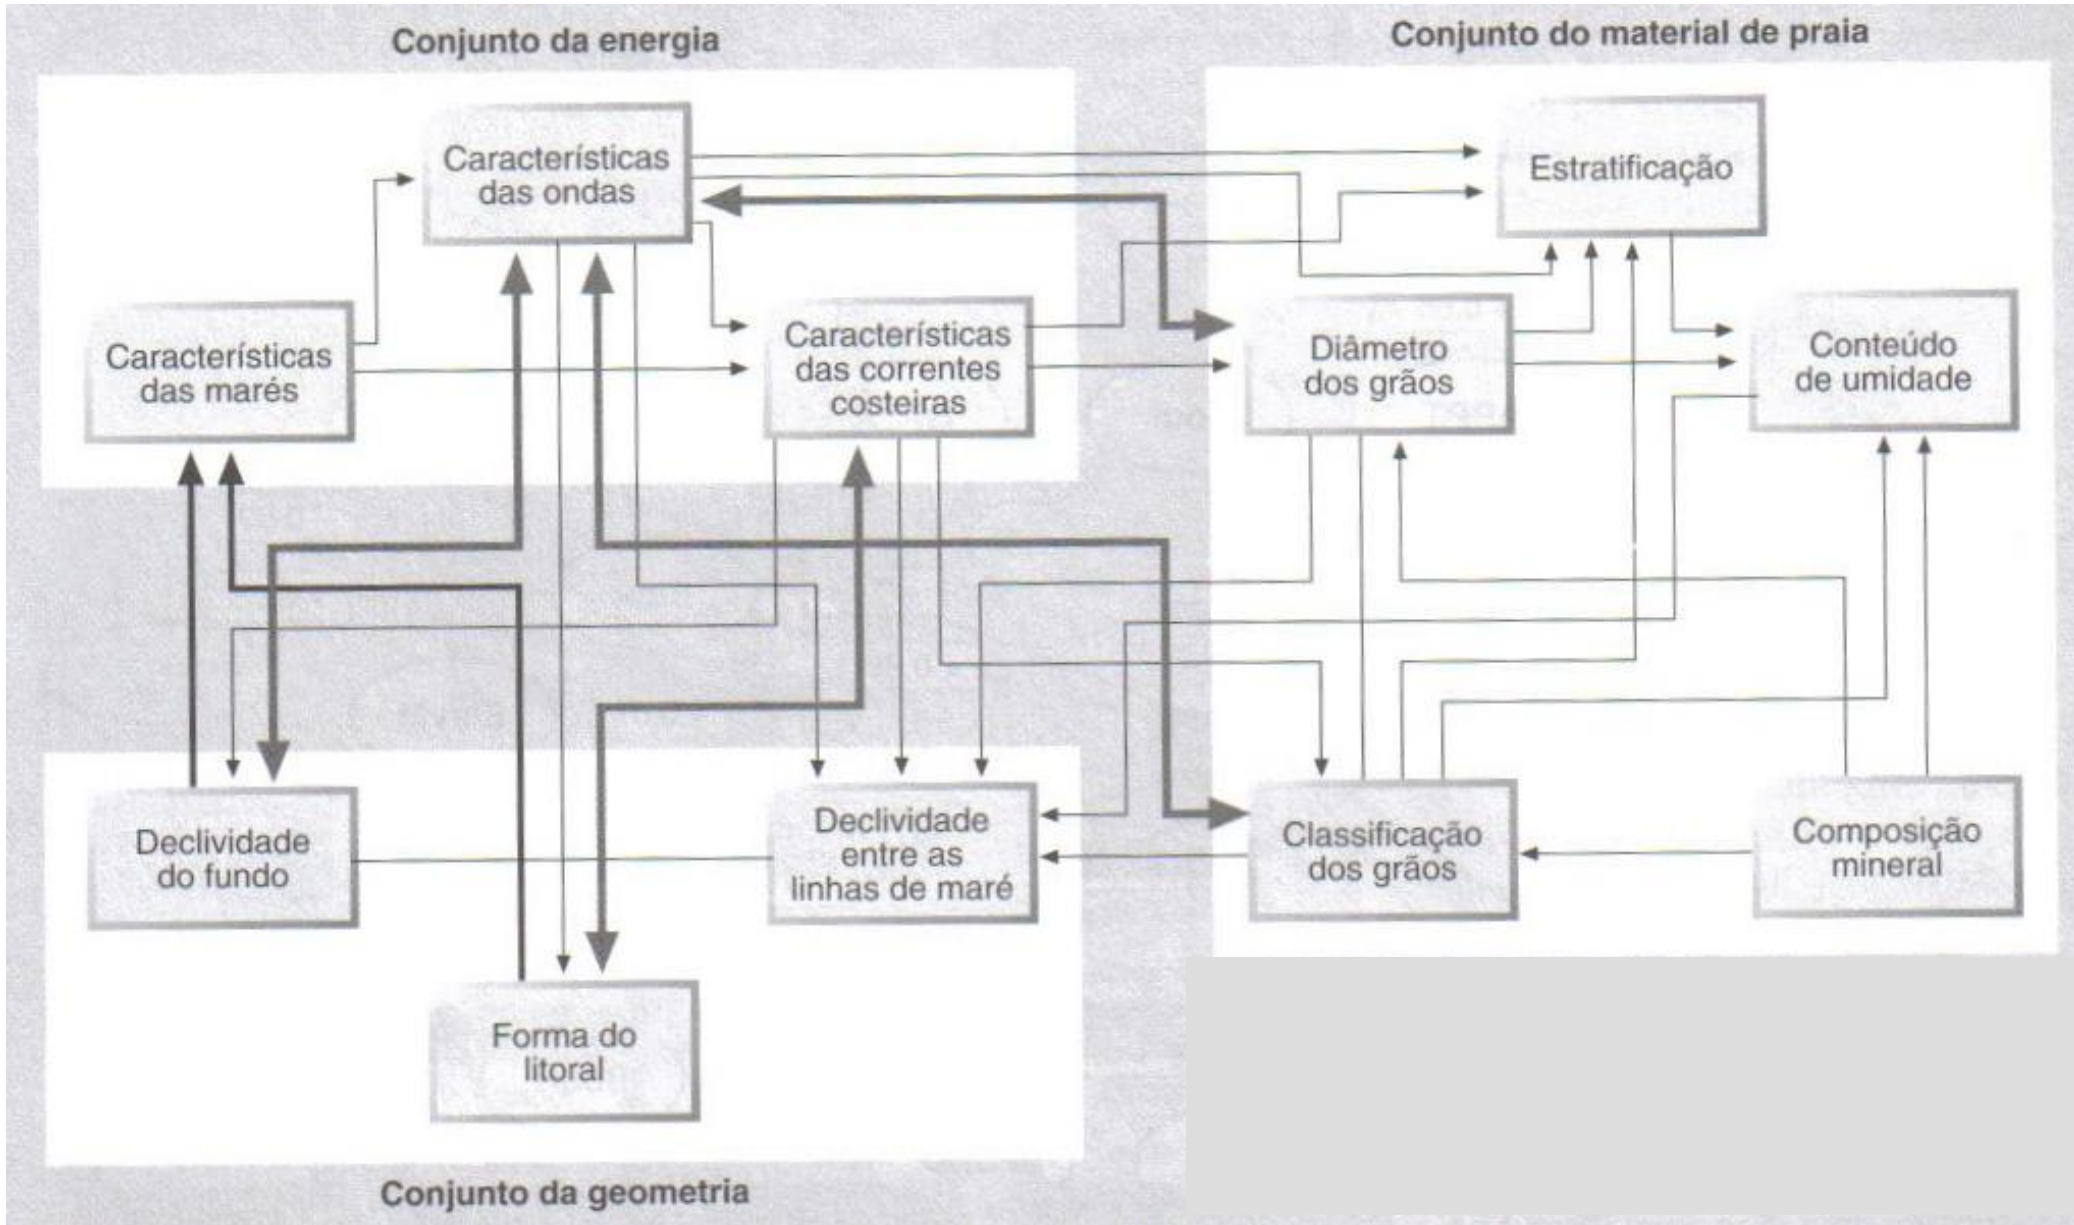 Conjunto da energia
Conjunto do material de praia
Características
das ondas
Estratificação
Características
das marés
Características
das correntes
costeiras
Diâmetro
dos grãos
Conteúdo
de umidade
Declividade
do fundo
Declividade
entre as
linhas de maré
Classificação
dos grãos
Composição
mineral
Forma do
litoral
Conjunto da geometria